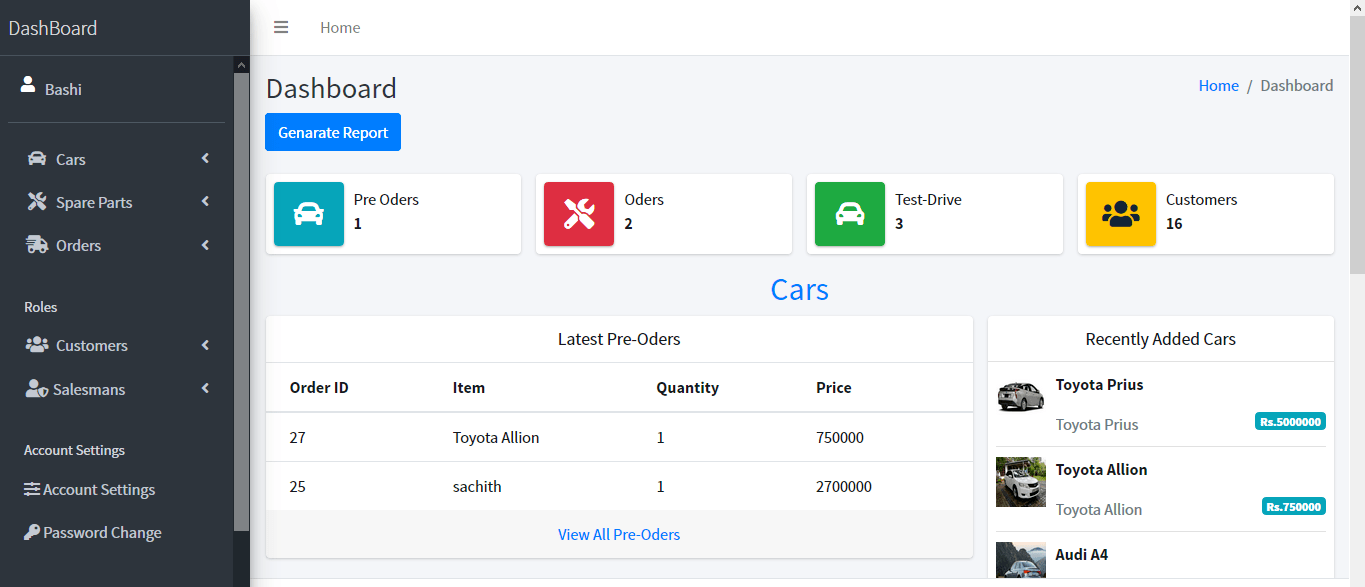 DashBoard
Home
Bashi
Cars
Spare Parts
Orders
Roles
Customers
Salesmans
Account Settings
Account Settings
Password Change
Dashboard
Home / Dashboard
Genarate Report
Pre Oders
1
Oders
2
Test-Drive
3
Customers
16
Cars
Latest Pre-Oders
Order ID Item Quantity Price
27 Toyota Allion 1 750000
25 sachith 1 2700000
View All Pre-Oders
Recently Added Cars
Toyota Prius
Toyota Prius Rs.5000000
Toyota Allion
Toyota Allion Rs.750000
Audi A4